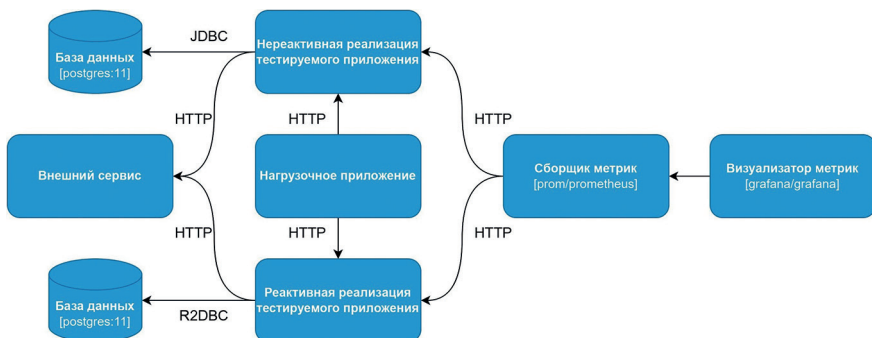 База данных
[postgres:11]
JDBC
Нереактивная реализация
тестируемого приложения
HTTP
HTTP
HTTP
Внешний сервис
Нагрузочное приложение
Сборщик метрик
[prom/prometheus]
Визуализатор метрик
[grafana/grafana]
HTTP
HTTP
HTTP
База данных
[postgres:11]
R2DBC
Реактивная реализация
тестируемого приложения